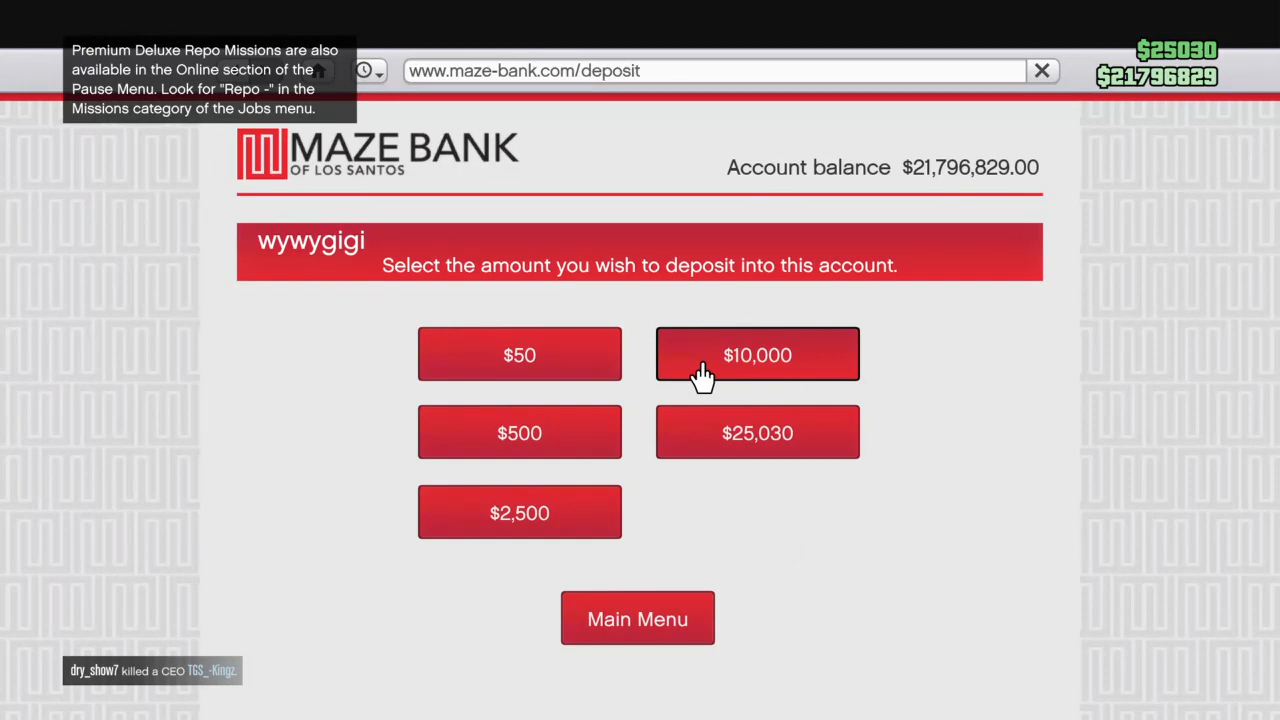 Premium Deluxe Repo Missions are also
available in the Online section of the
Pause Menu. Look for "Repo -" in the
Missions category of the Jobs menu.
www.maze-bank.com/deposit
$25030
$21796829
MAZE BANK
OF LOS SANTOS
Account balance $21,796,829.00
wywygigi
Select the amount you wish to deposit into this account.
$50
$10,000
$500
$25,030
$2,500
Main Menu
dry_show7 killed a CEO TGS_-Kingz.